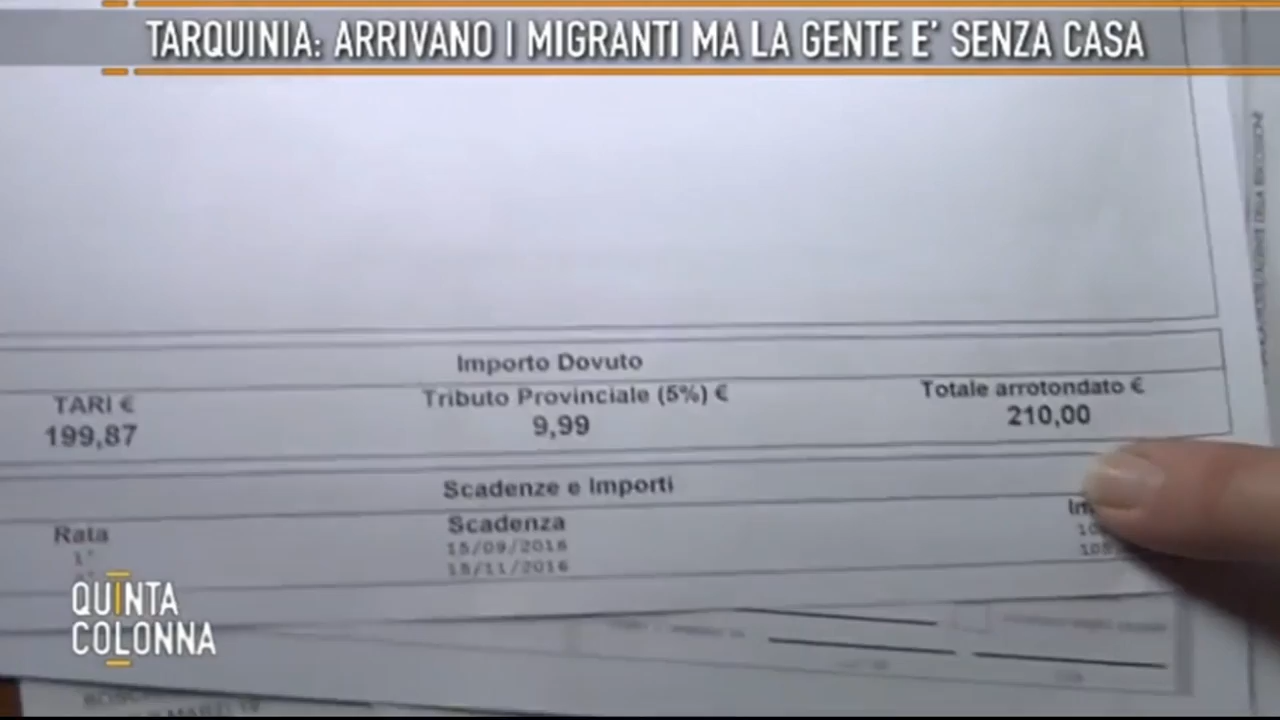 TARQUINIA: ARRIVANO I MIGRANTI MA LA GENTE E' SENZA CASA
Importo Dovuto
TARI € Tributo Provinciale (5%) € Totale arrotondato €
199,87 9,99 210,00
Scadenze e Importi
Rata Scadenza
1° 15/09/2016
15/11/2016
QUINTA
COLONNA